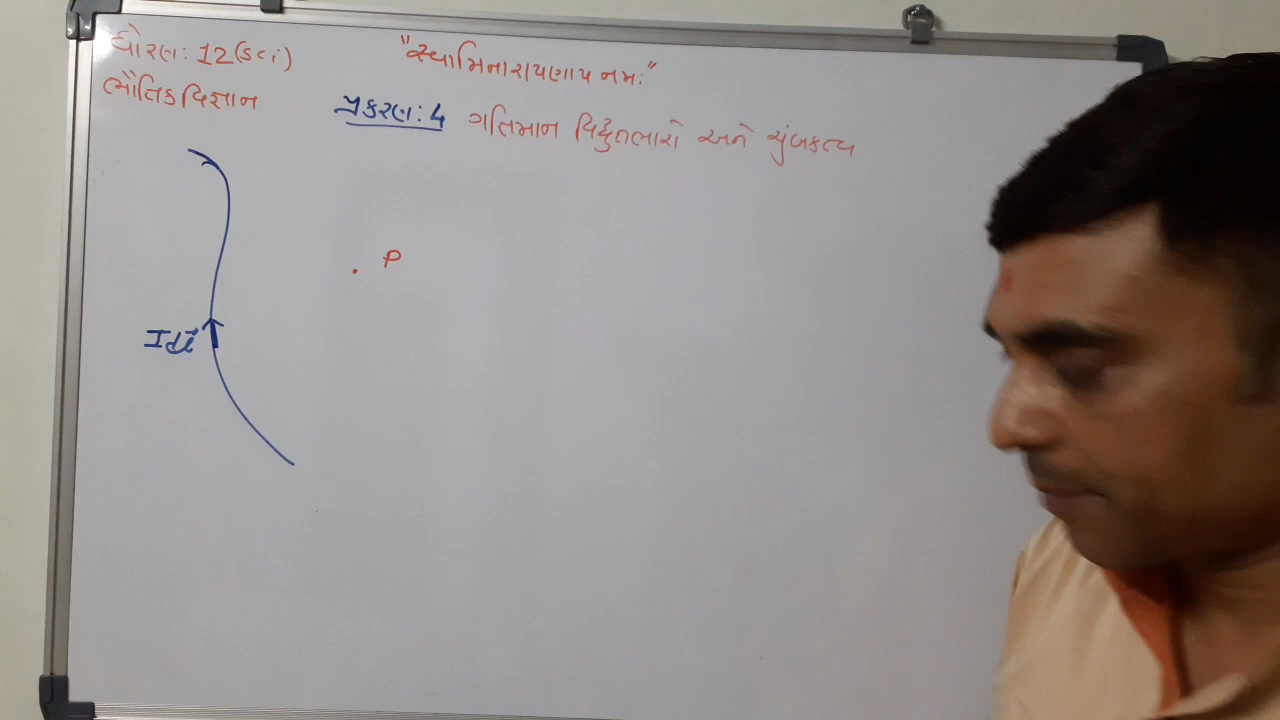 ધોરણ: 12 (sci)
"સ્વામિનારાયણાય નમઃ"
ભૌતિકવિજ્ઞાન
પ્રકરણ: 4 ગતિમાન વિદ્યુતભારો અને ચુંબકત્વ
P
Idl⃗